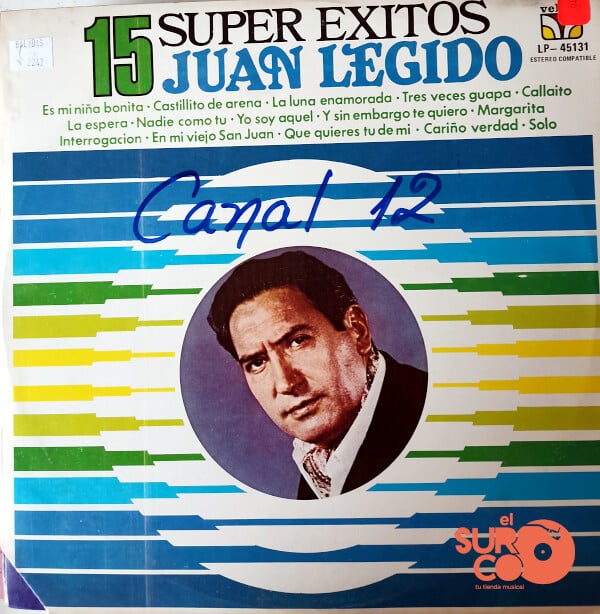 15 SUPER EXITOS
JUAN LEGIDO
LP-45131
ESTEREO COMPATIBLE
Es mi niña bonita · Castillito de arena · La luna enamorada · Tres veces guapa · Callaito
La espera · Nadie como tu · Yo soy aquel · Y sin embargo te quiero · Margarita
Interrogacion · En mi viejo San Juan · Que quieres tu de mi · Cariño verdad · Solo
Canal 12
el
SURCO
tu tienda musical